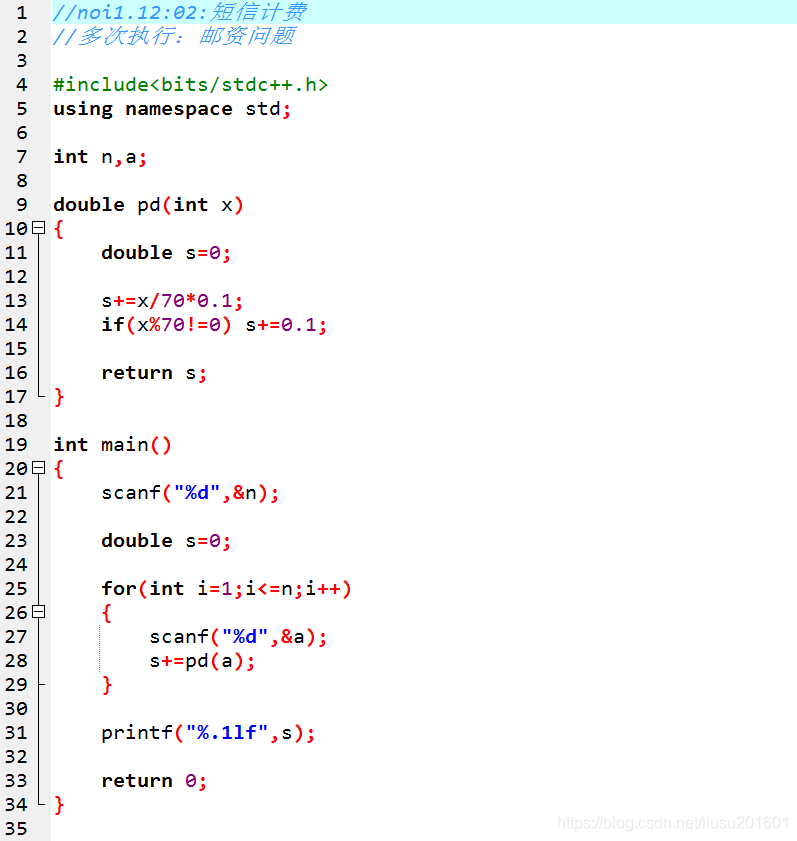 1 //noi1.12:02:短信计费
2 //多次执行：邮资问题
3
4 #include<bits/stdc++.h>
5 using namespace std;
6
7 int n,a;
8
9 double pd(int x)
10 {
11     double s=0;
12
13     s+=x/70*0.1;
14     if(x%70!=0) s+=0.1;
15
16     return s;
17 }
18
19 int main()
20 {
21     scanf("%d",&n);
22
23     double s=0;
24
25     for(int i=1;i<=n;i++)
26     {
27         scanf("%d",&a);
28         s+=pd(a);
29     }
30
31     printf("%.1lf",s);
32
33     return 0;
34 }
35
https://blog.csdn.net/liusu201601